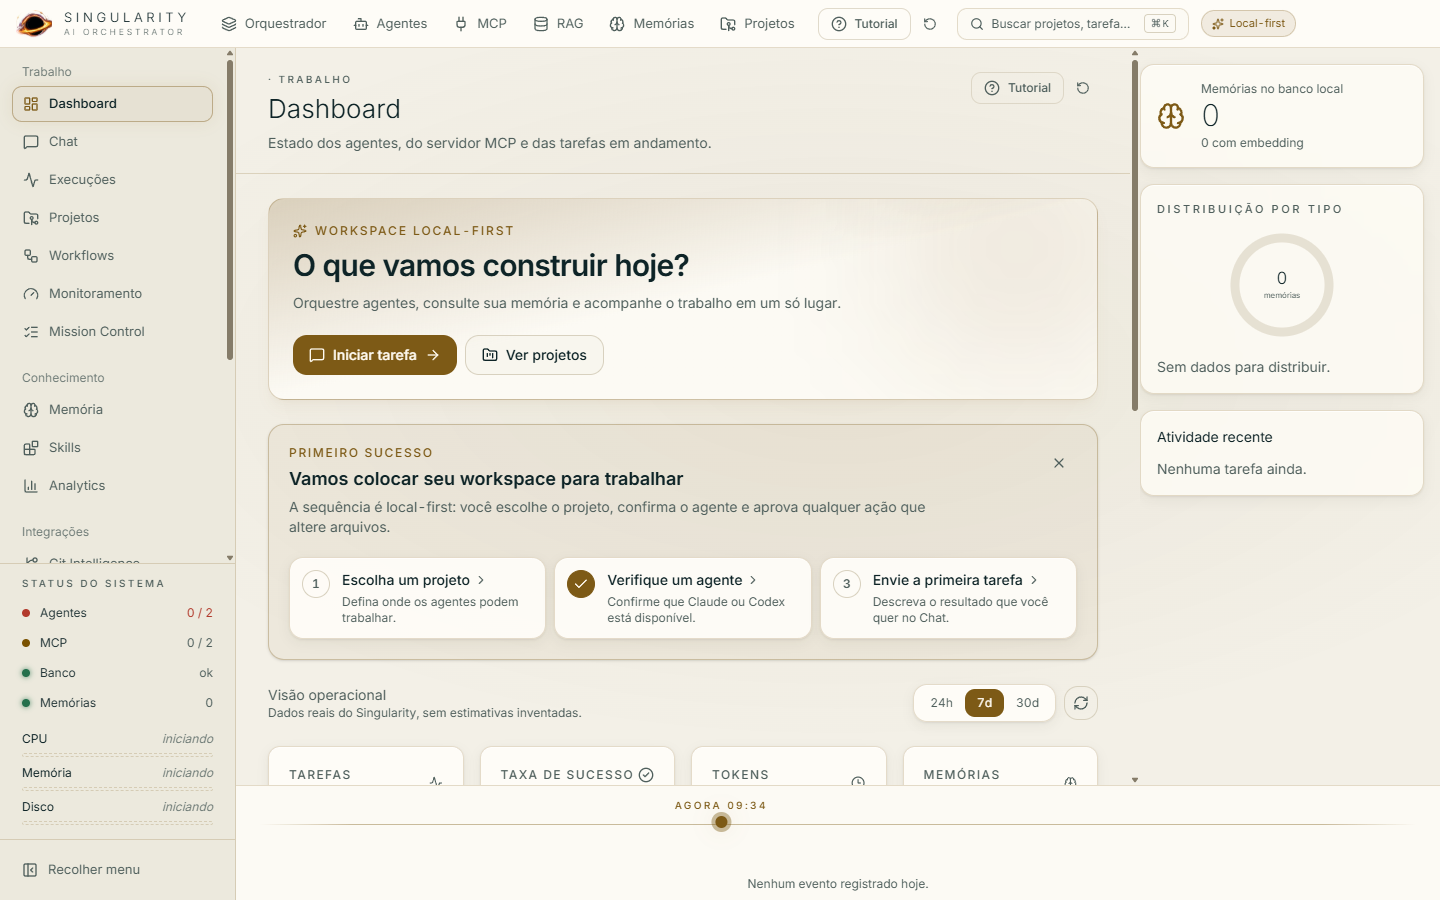 SINGULARITY
AI ORCHESTRATOR
Orquestrador
Agentes
MCP
RAG
Memórias
Projetos
Tutorial
Buscar projetos, tarefa...
⌘K
Local-first
Trabalho
Dashboard
Chat
Execuções
Projetos
Workflows
Monitoramento
Mission Control
Conhecimento
Memória
Skills
Analytics
Integrações
Git Intelligence
STATUS DO SISTEMA
Agentes 0 / 2
MCP 0 / 2
Banco ok
Memórias 0
CPU iniciando
Memória iniciando
Disco iniciando
Recolher menu
· TRABALHO
Dashboard
Estado dos agentes, do servidor MCP e das tarefas em andamento.
Tutorial
WORKSPACE LOCAL-FIRST
O que vamos construir hoje?
Orquestre agentes, consulte sua memória e acompanhe o trabalho em um só lugar.
Iniciar tarefa
Ver projetos
PRIMEIRO SUCESSO
Vamos colocar seu workspace para trabalhar
A sequência é local-first: você escolhe o projeto, confirma o agente e aprova qualquer ação que
altere arquivos.
1
Escolha um projeto
Defina onde os agentes podem
trabalhar.
Verifique um agente
Confirme que Claude ou Codex
está disponível.
3
Envie a primeira tarefa
Descreva o resultado que você
quer no Chat.
Visão operacional
Dados reais do Singularity, sem estimativas inventadas.
24h
7d
30d
TAREFAS
TAXA DE SUCESSO
TOKENS
MEMÓRIAS
Memórias no banco local
0
0 com embedding
DISTRIBUIÇÃO POR TIPO
0
memórias
Sem dados para distribuir.
Atividade recente
Nenhuma tarefa ainda.
AGORA 09:34
Nenhum evento registrado hoje.